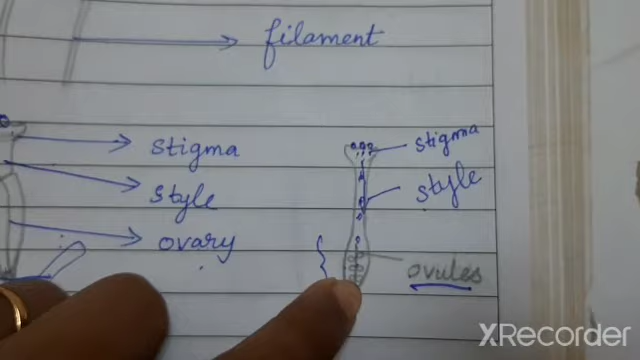 filament
stigma
style
ovary
stigma
style
ovules
XRecorder